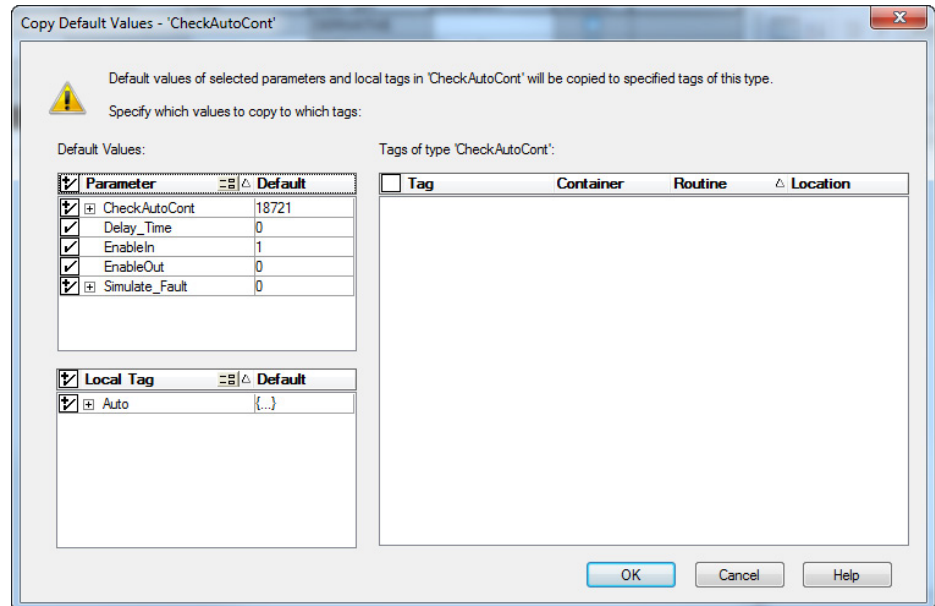 Copy Default Values - 'CheckAutoCont'
Default values of selected parameters and local tags in 'CheckAutoCont' will be copied to specified tags of this type.
Specify which values to copy to which tags:
Default Values:
Parameter Default
CheckAutoCont 18721
Delay_Time 0
EnableIn 1
EnableOut 0
Simulate_Fault 0
Local Tag Default
Auto {...}
Tags of type 'CheckAutoCont':
Tag Container Routine Location
OK Cancel Help